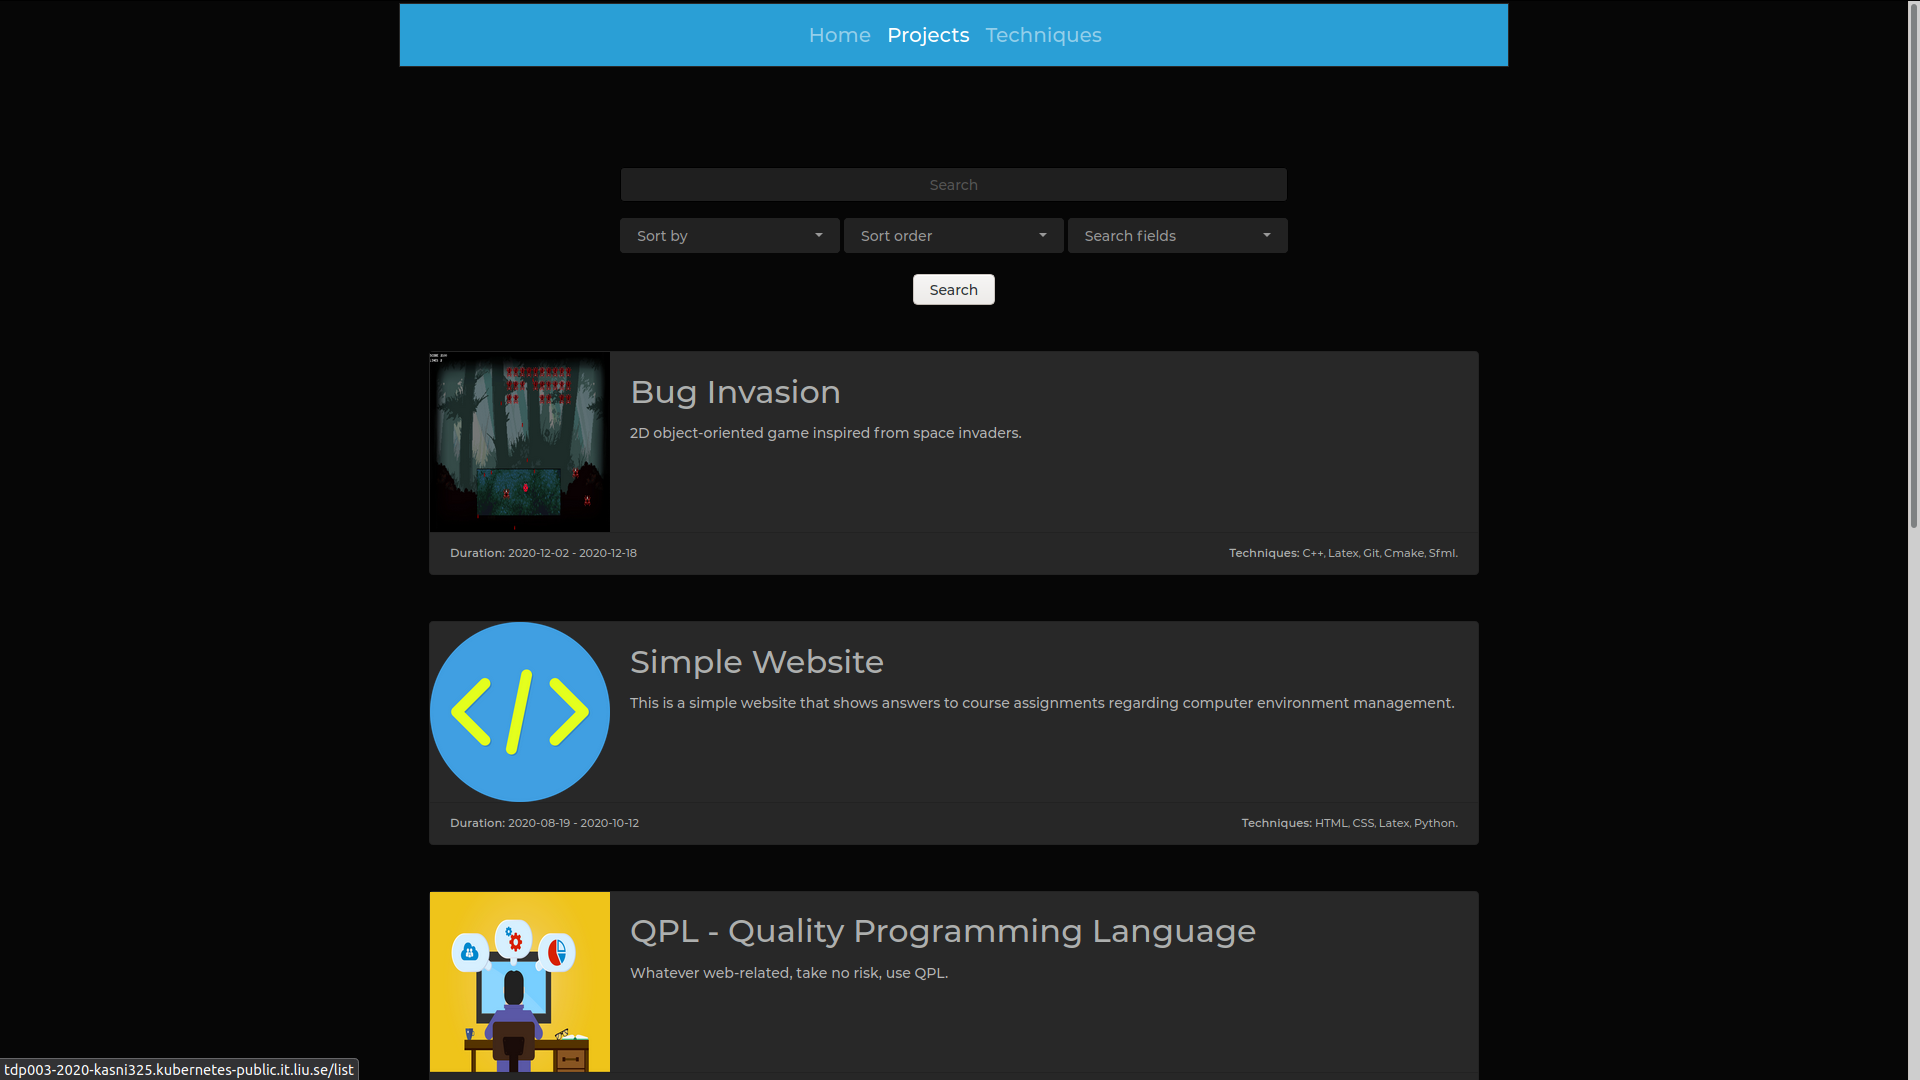 Home Projects Techniques
Search
Sort by Sort order Search fields
Search
Bug Invasion
2D object-oriented game inspired from space invaders.
Duration: 2020-12-02 - 2020-12-18 Techniques: C++, Latex, Git, Cmake, Sfml.
Simple Website
This is a simple website that shows answers to course assignments regarding computer environment management.
Duration: 2020-08-19 - 2020-10-12 Techniques: HTML, CSS, Latex, Python.
QPL - Quality Programming Language
Whatever web-related, take no risk, use QPL.
tdp003-2020-kasni325.kubernetes-public.it.liu.se/list